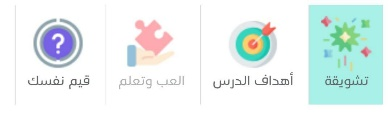 تشويقة
أهداف الدرس
العب وتعلم
قيم نفسك